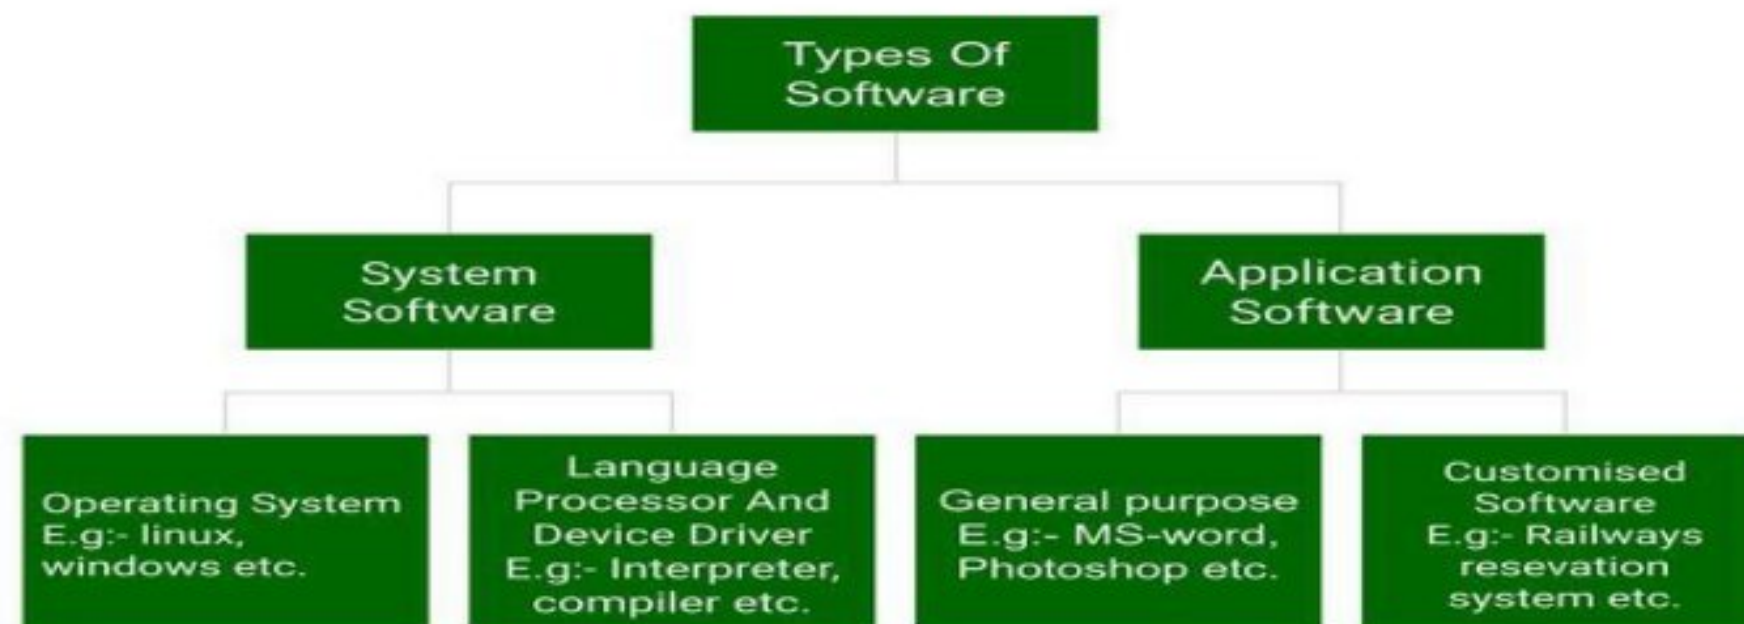 Types Of
Software
System
Software
Application
Software
Operating System
E.g:- linux,
windows etc.
Language
Processor And
Device Driver
E.g:- Interpreter,
compiler etc.
General purpose
E.g:- MS-word,
Photoshop etc.
Customised
Software
E.g:- Railways
resevation
system etc.